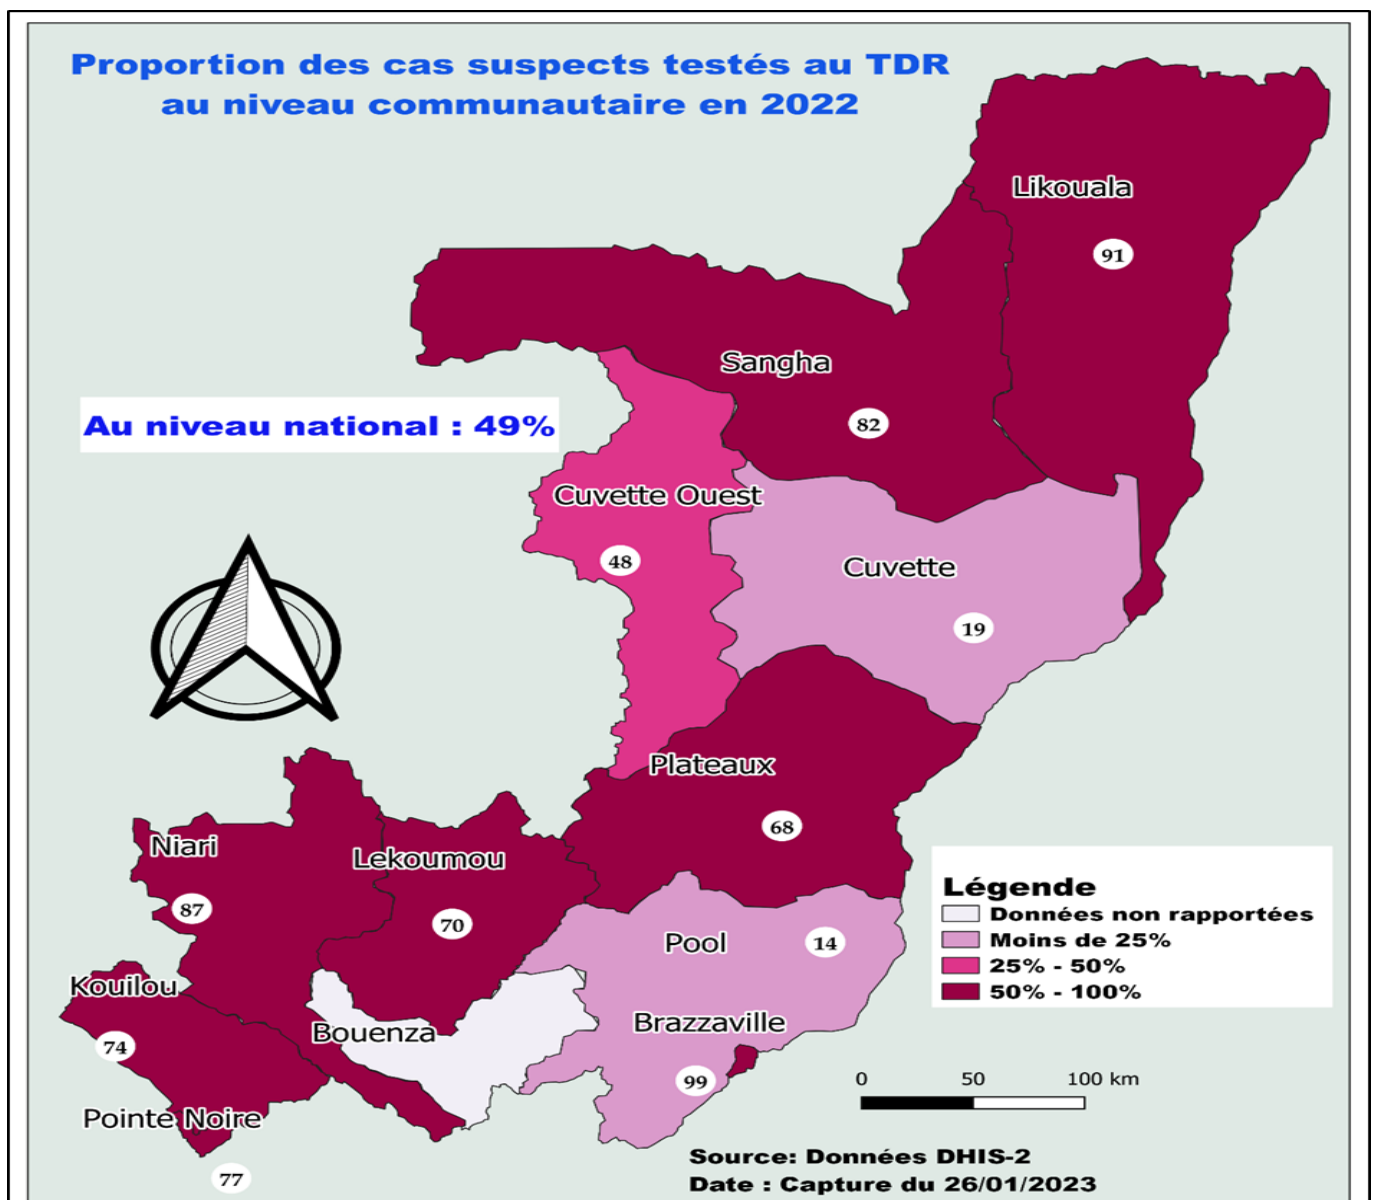 Proportion des cas suspects testés au TDR
au niveau communautaire en 2022
Likouala
91
Sangha
82
Au niveau national : 49%
Cuvette Ouest
48
Cuvette
19
Plateaux
68
Niari
87
Lekoumou
70
Pool
14
Kouilou
74
Bouenza
Brazzaville
99
Pointe Noire
77
Légende
Données non rapportées
Moins de 25%
25% - 50%
50% - 100%
0 50 100 km
Source: Données DHIS-2
Date : Capture du 26/01/2023